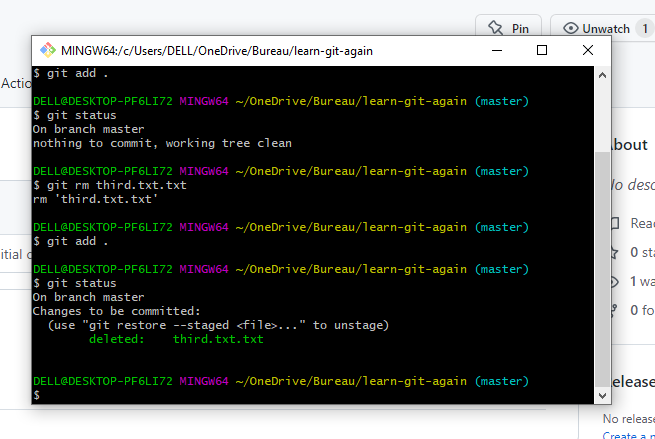 Pin
Unwatch 1
MINGW64:/c/Users/DELL/OneDrive/Bureau/learn-git-again
$ git add .
DELL@DESKTOP-PF6LI72 MINGW64 ~/OneDrive/Bureau/learn-git-again (master)
$ git status
On branch master
nothing to commit, working tree clean
DELL@DESKTOP-PF6LI72 MINGW64 ~/OneDrive/Bureau/learn-git-again (master)
$ git rm third.txt.txt
rm 'third.txt.txt'
DELL@DESKTOP-PF6LI72 MINGW64 ~/OneDrive/Bureau/learn-git-again (master)
$ git add .
DELL@DESKTOP-PF6LI72 MINGW64 ~/OneDrive/Bureau/learn-git-again (master)
$ git status
On branch master
Changes to be committed:
  (use "git restore --staged <file>..." to unstage)
        deleted:    third.txt.txt
DELL@DESKTOP-PF6LI72 MINGW64 ~/OneDrive/Bureau/learn-git-again (master)
$
Actio
itial c
bout
o desc
Rea
0 sta
1 wa
0 fo
elease
No release
Create a n